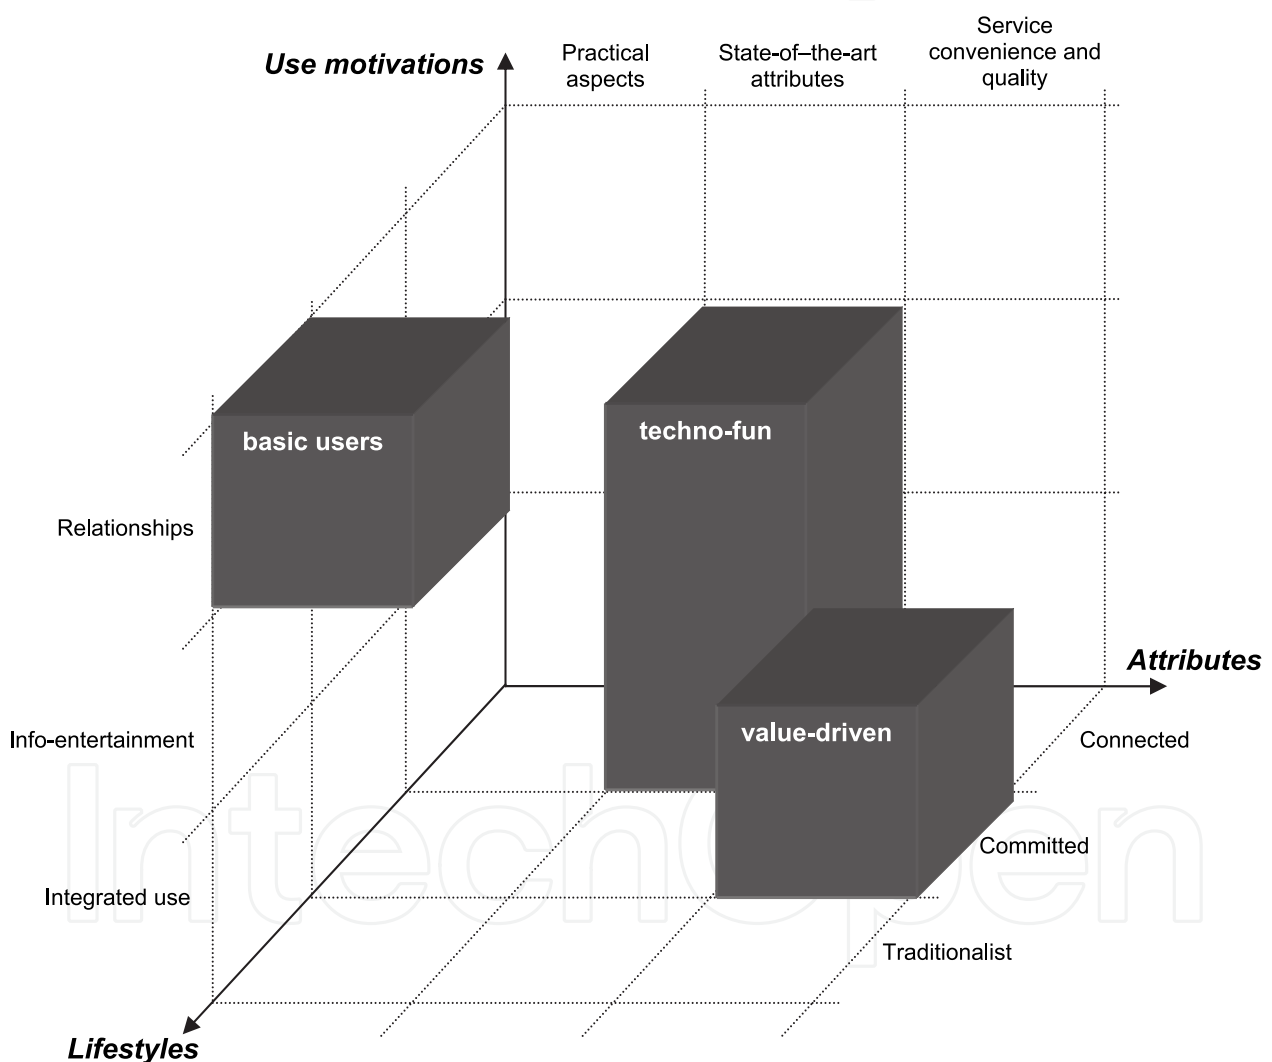 Service
convenience and
quality
State-of–the-art
attributes
Practical
aspects
Use motivations
basic users
techno-fun
Relationships
Attributes
value-driven
Connected
Info-entertainment
Committed
Integrated use
Traditionalist
Lifestyles
IntechOpen